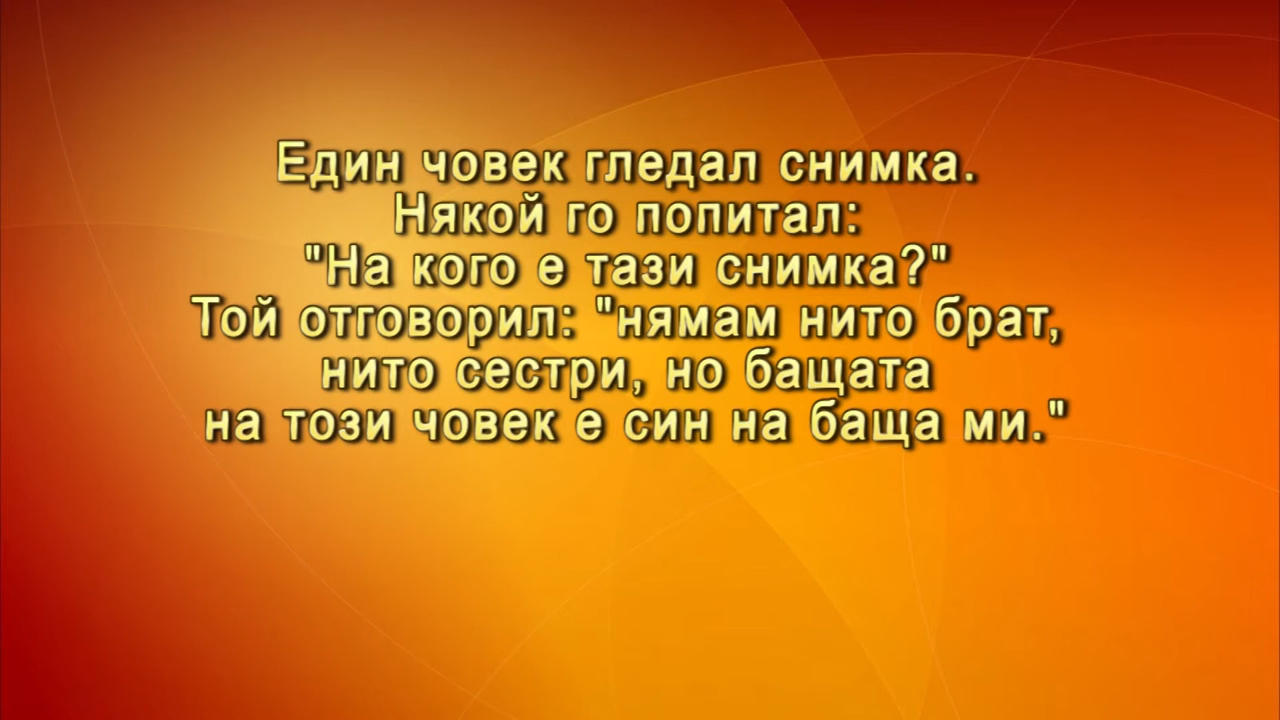 Един човек гледал снимка.
Някой го попитал:
"На кого е тази снимка?"
Той отговорил: "нямам нито брат,
нито сестри, но бащата
на този човек е син на баща ми."